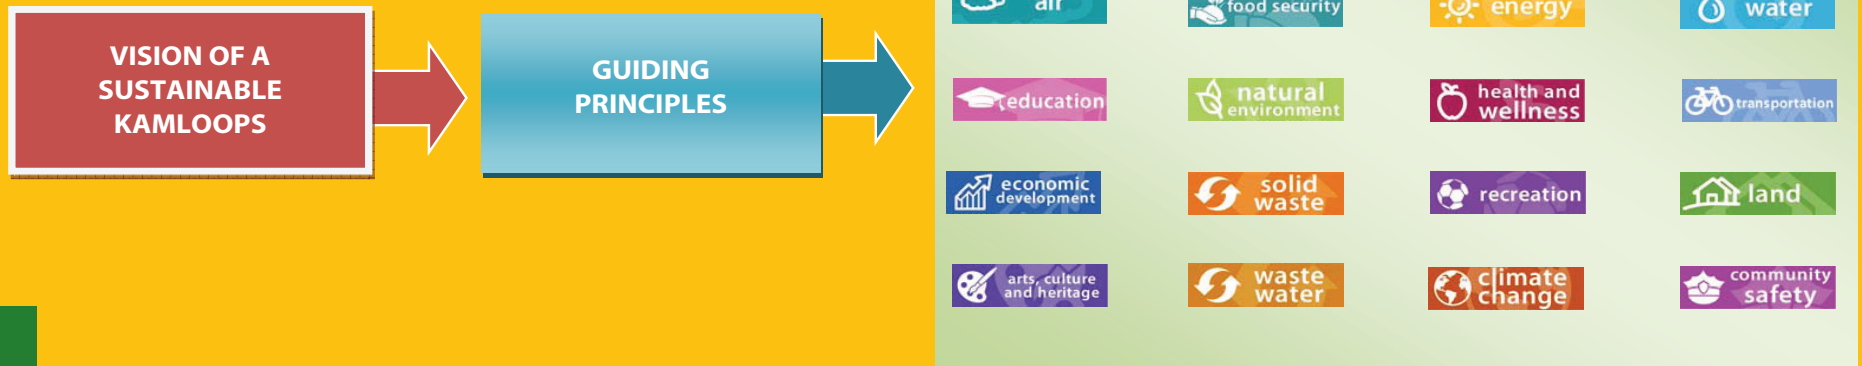 VISION OF A
SUSTAINABLE
KAMLOOPS
GUIDING
PRINCIPLES
air
food security
energy
water
education
natural
environment
health and
wellness
transportation
economic
development
solid
waste
recreation
land
arts, culture
and heritage
waste
water
climate
change
community
safety